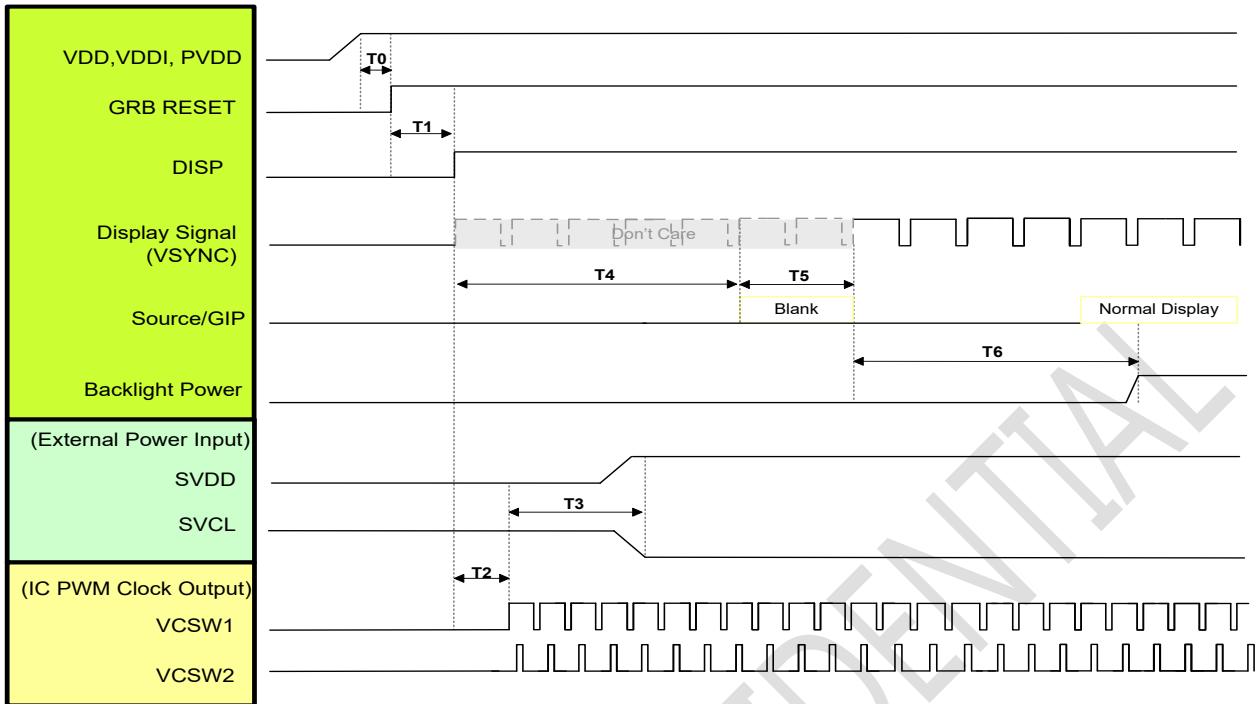 VDD,VDDI, PVDD
T0
GRB RESET
T1
DISP
Display Signal
(VSYNC)
Don't Care
T4
T5
Source/GIP
Blank
Normal Display
T6
Backlight Power
(External Power Input)
SVDD
T3
SVCL
T2
(IC PWM Clock Output)
VCSW1
VCSW2
IDENTIAL